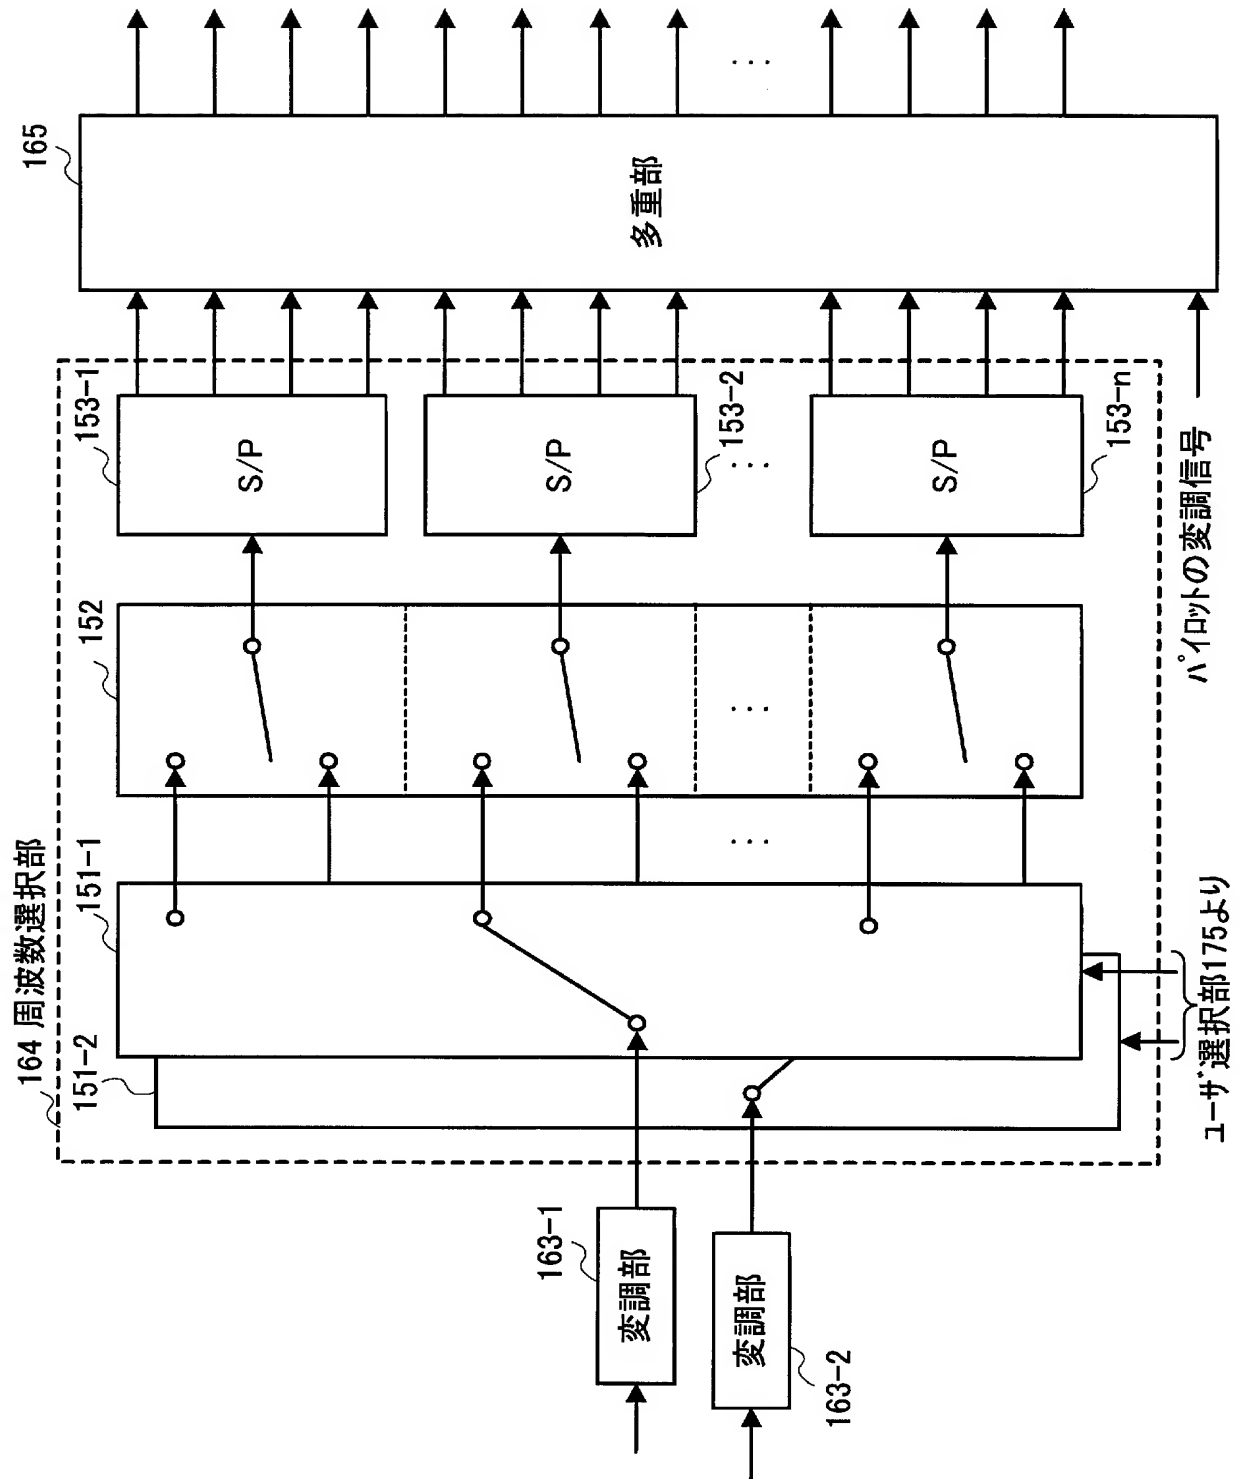 164 周波数選択部
151-2
151-1
152
153-1
165
163-1
変調部
変調部
163-2
S/P
S/P
153-2
S/P
153-n
多重部
...
...
...
...
ユーザ選択部175より
パイロットの変調信号